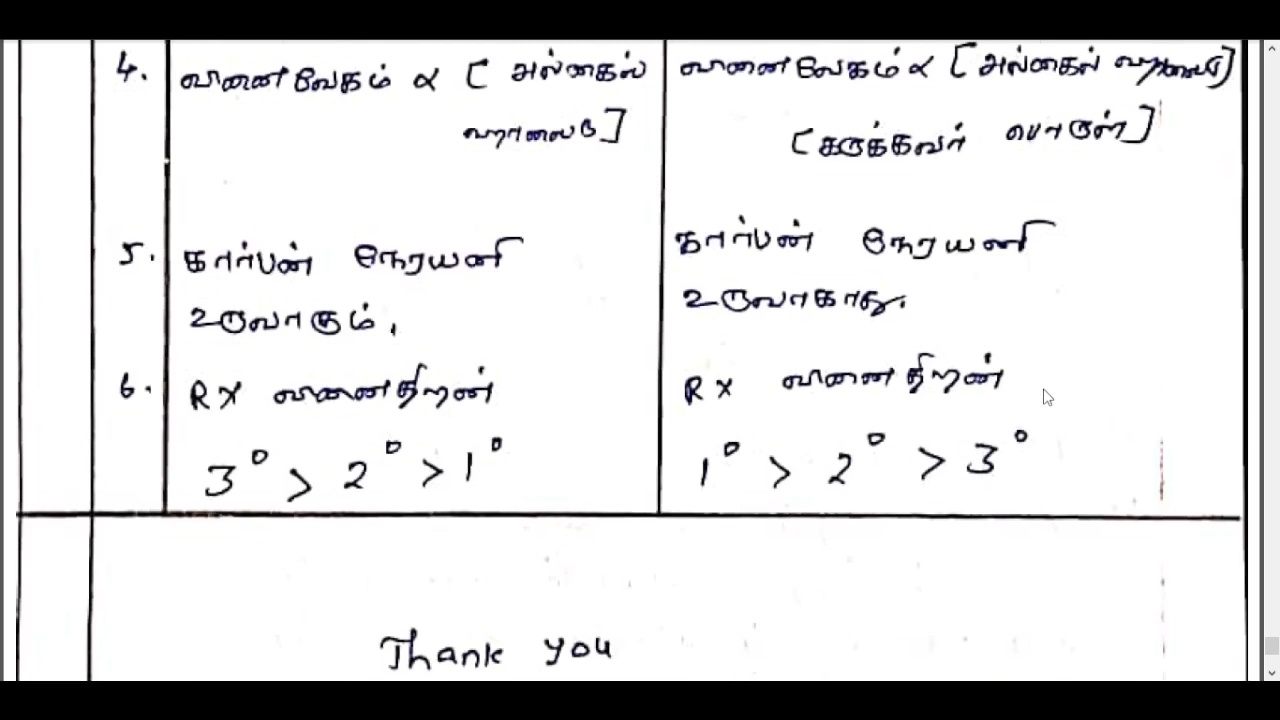 4. வினைவேகம் ∝ [அல்கைல் ஹாலைடு]
வினைவேகம் ∝ [அல்கைல் ஹாலைடு] [கருக்கவர் பொருள்]
5. கார்பன் நேரயனி உருவாகும்.
கார்பன் நேரயனி உருவாகாது.
6. RX வினைதிறன்
3° > 2° > 1°
RX வினைதிறன்
1° > 2° > 3°
Thank you